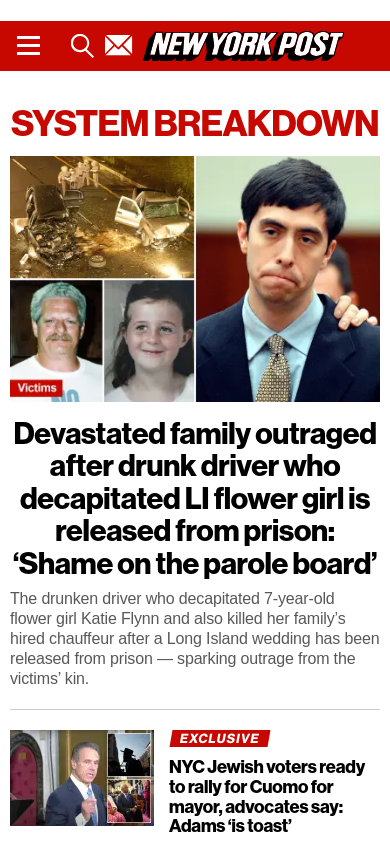 NEW YORK POST
SYSTEM BREAKDOWN
Victims
Devastated family outraged
after drunk driver who
decapitated LI flower girl is
released from prison:
‘Shame on the parole board’
The drunken driver who decapitated 7-year-old
flower girl Katie Flynn and also killed her family’s
hired chauffeur after a Long Island wedding has been
released from prison — sparking outrage from the
victims’ kin.
EXCLUSIVE
NYC Jewish voters ready
to rally for Cuomo for
mayor, advocates say:
Adams ‘is toast’